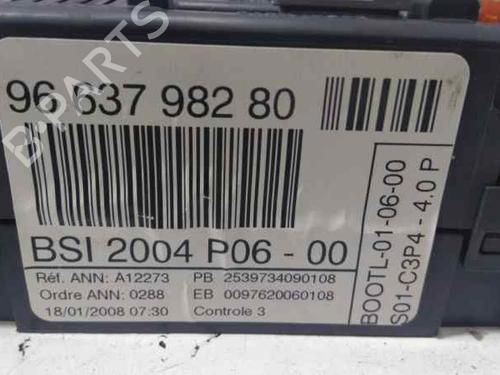 96 637 982 80
BSI 2004 P06 - 00
Réf. ANN: A12273 PB 2539734090108
Ordre ANN: 0288 EB 0097620060108
18/01/2008 07:30 Controle 3
BOOTL-01-06-00
S01-C3P4 - 4.0 P
B-PARTS